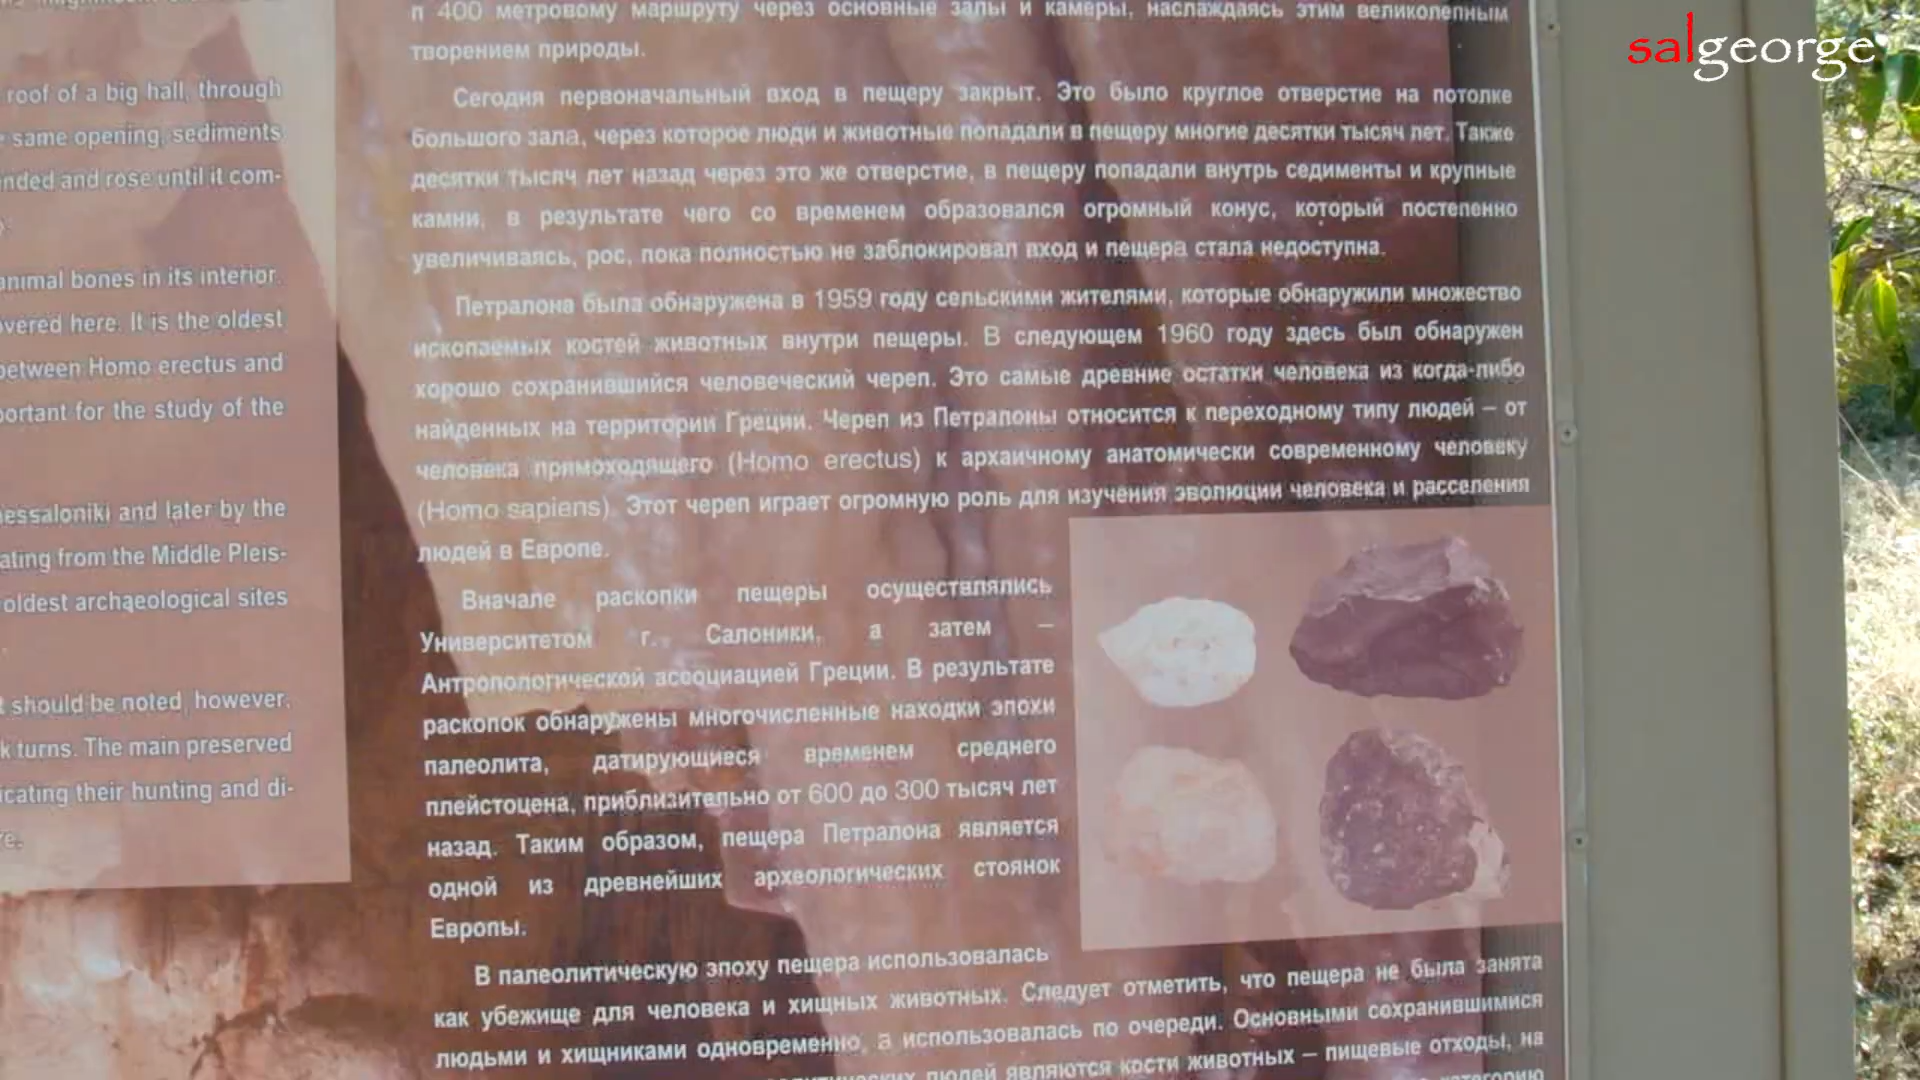 salgeorge
roof of a big hall, through
same opening, sediments
nded and rose until it com-
animal bones in its interior.
overed here. It is the oldest
between Homo erectus and
portant for the study of the
hessaloniki and later by the
ating from the Middle Pleis-
oldest archaeological sites
t should be noted, however,
k turns. The main preserved
icating their hunting and di-
re.
п 400 метровому маршруту через основные залы и камеры, наслаждаясь этим великолепным
творением природы.
Сегодня первоначальный вход в пещеру закрыт. Это было круглое отверстие на потолке
большого зала, через которое люди и животные попадали в пещеру многие десятки тысяч лет. Также
десятки тысяч лет назад через это же отверстие, в пещеру попадали внутрь седименты и крупные
камни, в результате чего со временем образовался огромный конус, который постепенно
увеличиваясь, рос, пока полностью не заблокировал вход и пещера стала недоступна.
Петралона была обнаружена в 1959 году сельскими жителями, которые обнаружили множество
ископаемых костей животных внутри пещеры. В следующем 1960 году здесь был обнаружен
хорошо сохранившийся человеческий череп. Это самые древние остатки человека из когда-либо
найденных на территории Греции. Череп из Петралоны относится к переходному типу людей – от
человека прямоходящего (Homo erectus) к архаичному анатомически современному человеку
(Homo sapiens). Этот череп играет огромную роль для изучения эволюции человека и расселения
людей в Европе.
Вначале раскопки пещеры осуществлялись
Университетом г. Салоники, а затем –
Антропологической ассоциацией Греции. В результате
раскопок обнаружены многочисленные находки эпохи
палеолита, датирующиеся временем среднего
плейстоцена, приблизительно от 600 до 300 тысяч лет
назад. Таким образом, пещера Петралона является
одной из древнейших археологических стоянок
Европы.
В палеолитическую эпоху пещера использовалась
как убежище для человека и хищных животных. Следует отметить, что пещера не была занята
людьми и хищниками одновременно, а использовалась по очереди. Основными сохранившимися
людей являются кости животных – пищевые отходы, на
категорию